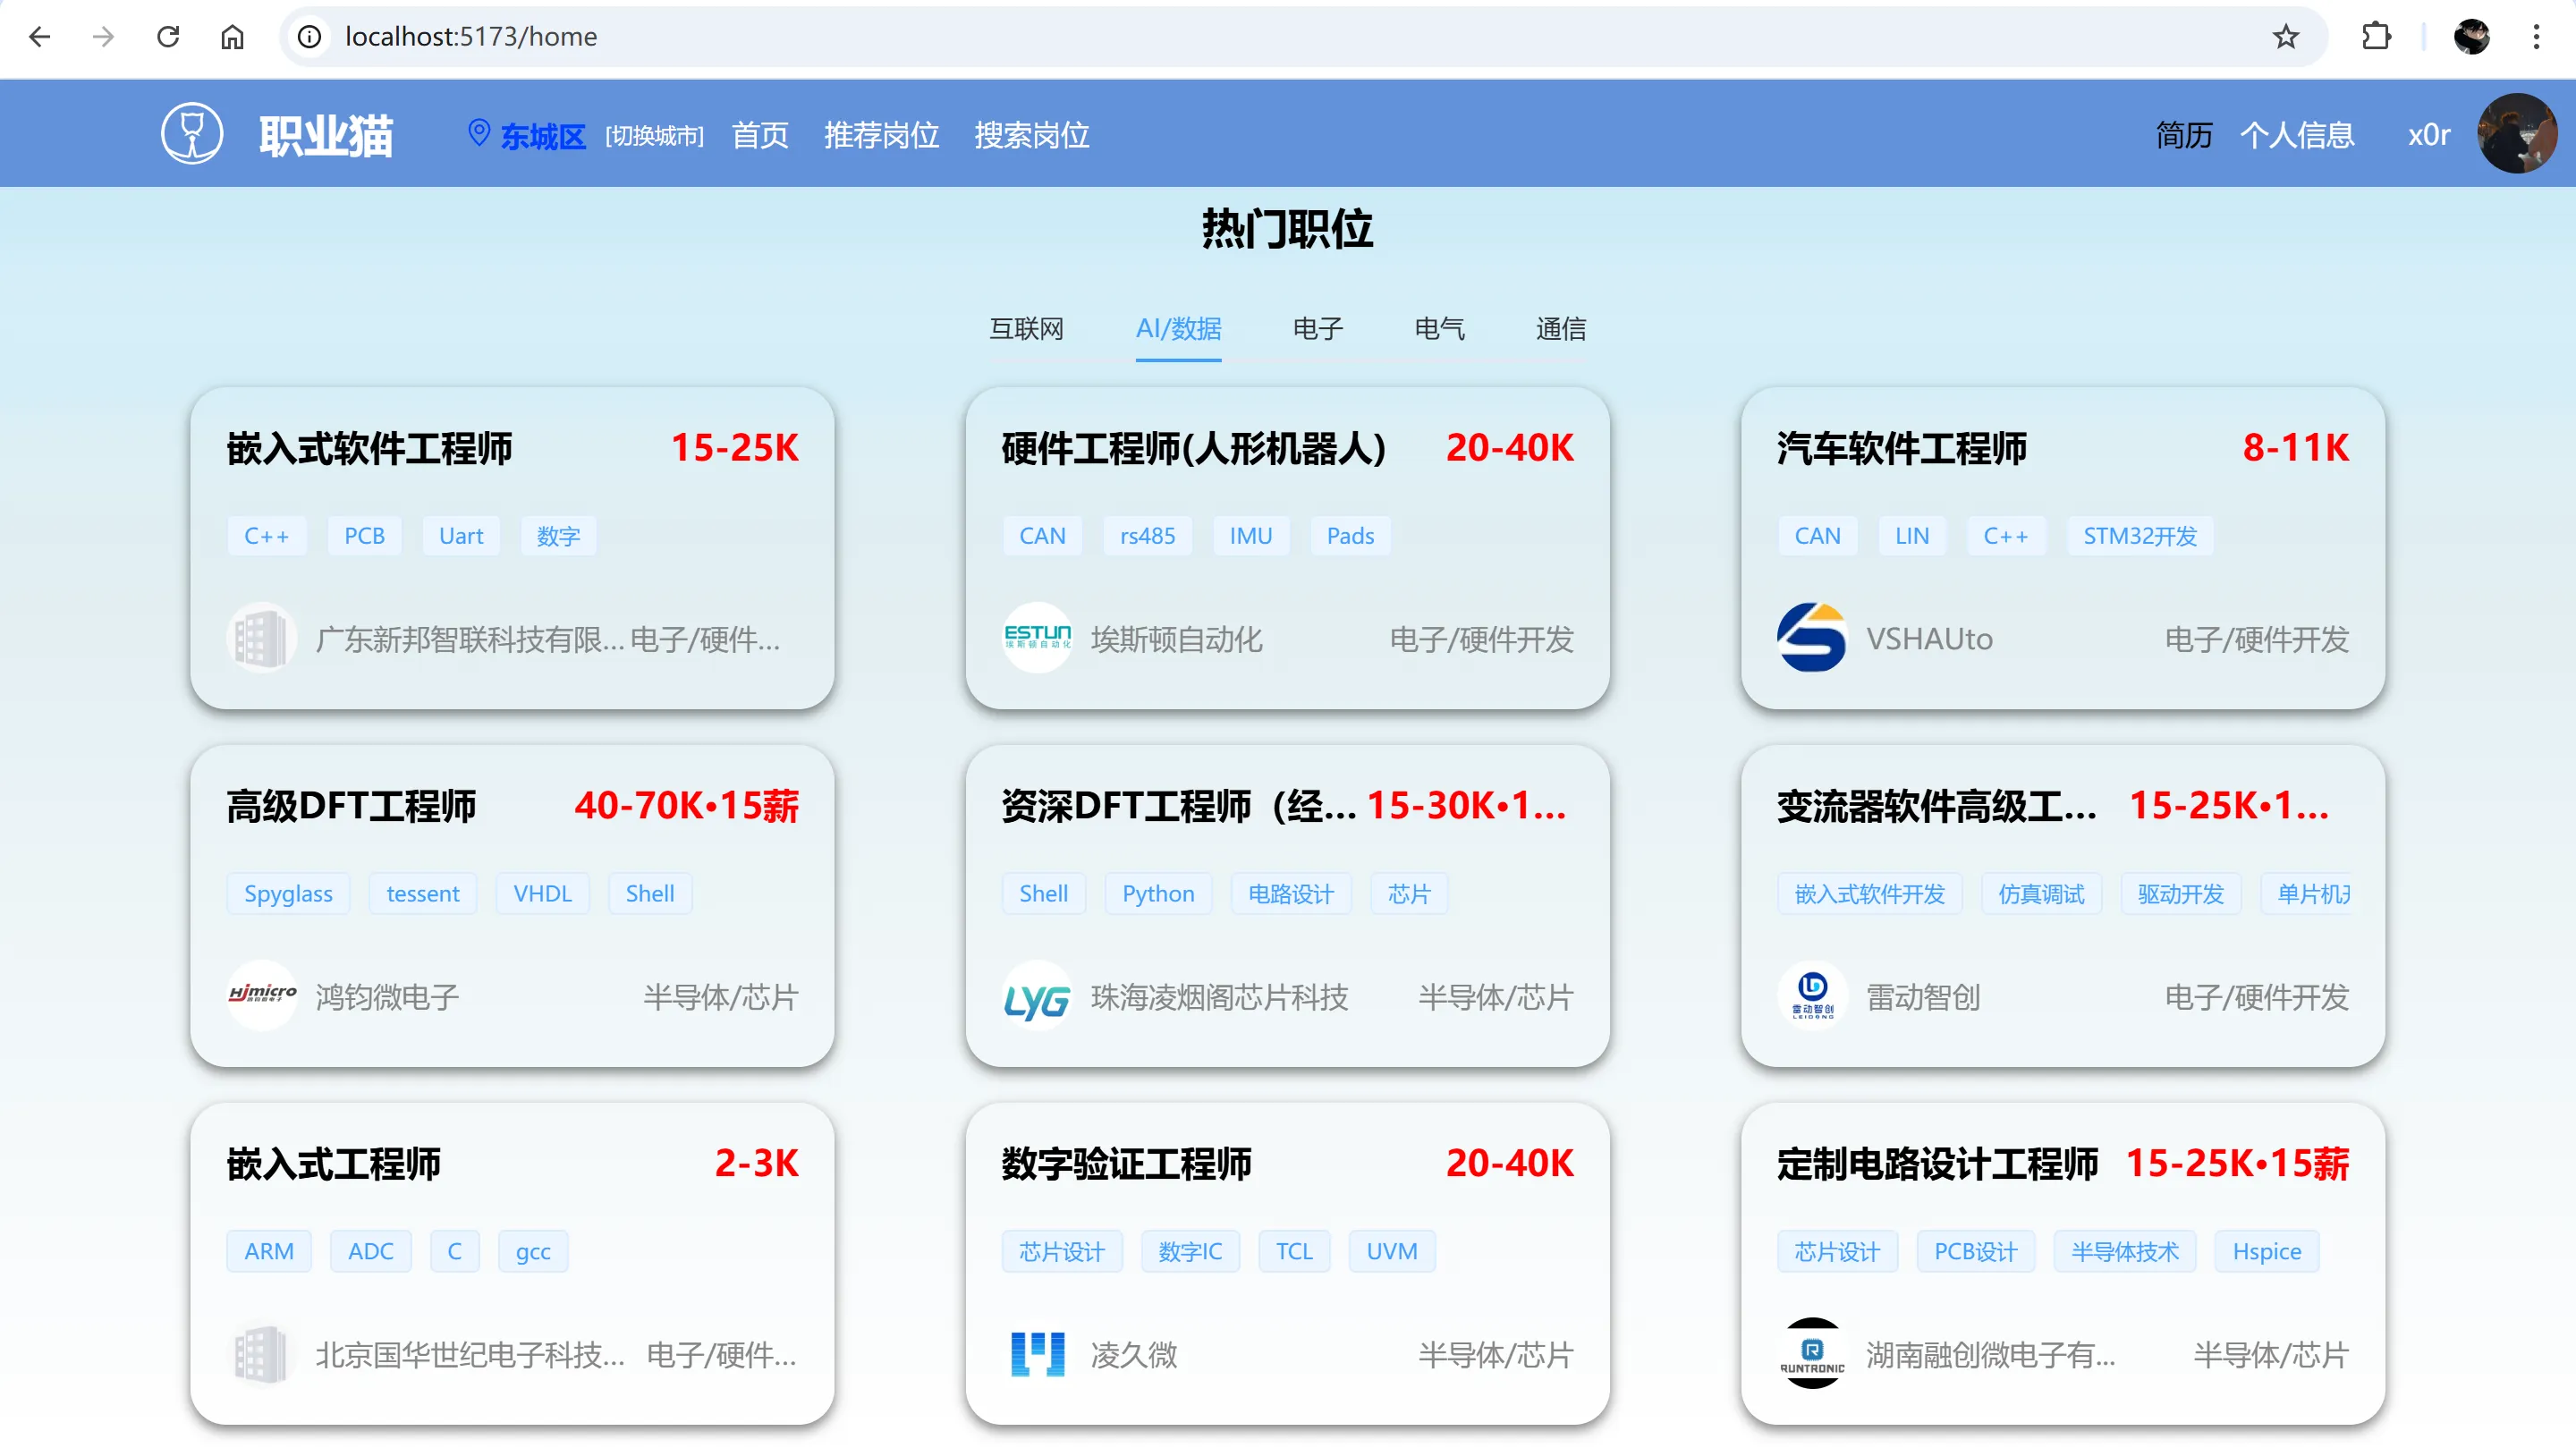 localhost:5173/home
职业猫 东城区 [切换城市] 首页 推荐岗位 搜索岗位 简历 个人信息 x0r
热门职位
互联网 AI/数据 电子 电气 通信
嵌入式软件工程师 15-25K
C++ PCB Uart 数字
广东新邦智联科技有限... 电子/硬件...
硬件工程师(人形机器人) 20-40K
CAN rs485 IMU Pads
ESTUN
埃斯顿自动化
埃斯顿自动化 电子/硬件开发
汽车软件工程师 8-11K
CAN LIN C++ STM32开发
VSHAUto 电子/硬件开发
高级DFT工程师 40-70K•15薪
Spyglass tessent VHDL Shell
HJmicro
鸿钧微电子 半导体/芯片
资深DFT工程师（经... 15-30K•1...
Shell Python 电路设计 芯片
LYG
珠海凌烟阁芯片科技 半导体/芯片
变流器软件高级工... 15-25K•1...
嵌入式软件开发 仿真调试 驱动开发 单片机
雷动智创
雷动智创 电子/硬件开发
嵌入式工程师 2-3K
ARM ADC C gcc
北京国华世纪电子科技... 电子/硬件...
数字验证工程师 20-40K
芯片设计 数字IC TCL UVM
凌久微 半导体/芯片
定制电路设计工程师 15-25K•15薪
芯片设计 PCB设计 半导体技术 Hspice
RUNTRONIC
湖南融创微电子有... 半导体/芯片